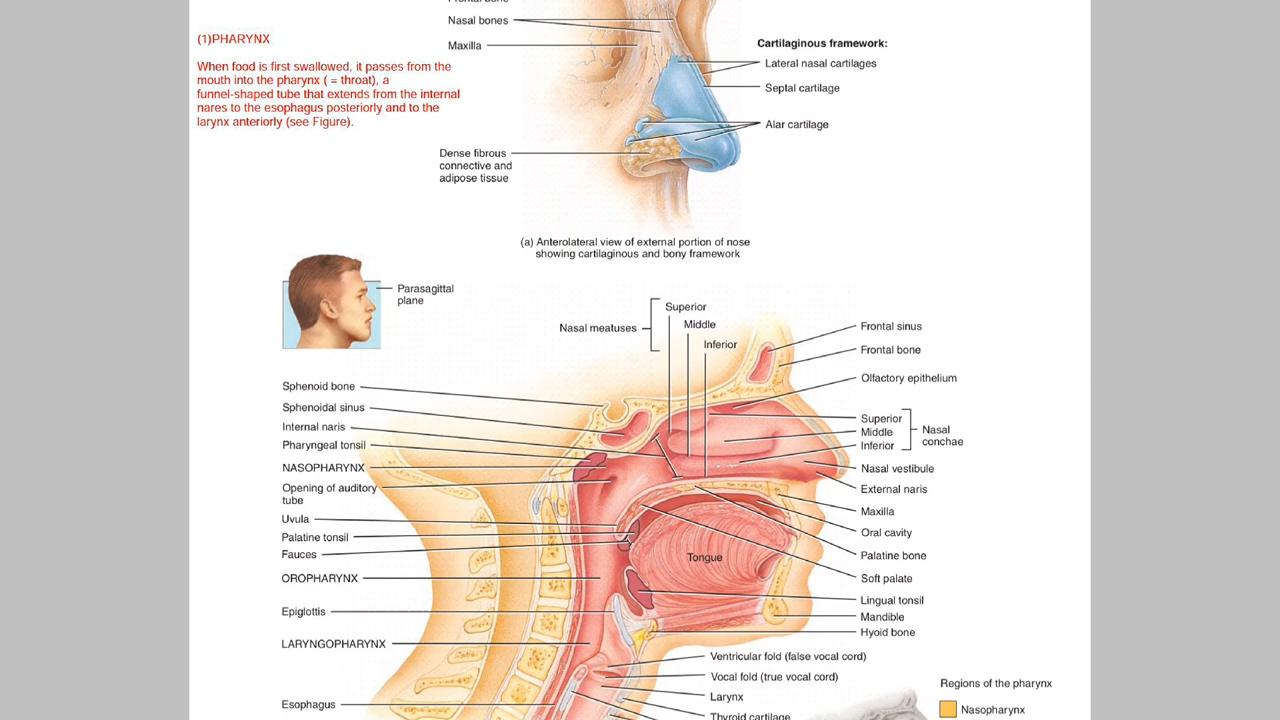 Nasal bones
(1)PHARYNX
Maxilla
When food is first swallowed, it passes from the
mouth into the pharynx ( = throat), a
funnel-shaped tube that extends from the internal
nares to the esophagus posteriorly and to the
larynx anteriorly (see Figure).
Cartilaginous framework:
Lateral nasal cartilages
Septal cartilage
Alar cartilage
Dense fibrous
connective and
adipose tissue
(a) Anterolateral view of external portion of nose
showing cartilaginous and bony framework
Parasagittal
plane
Nasal meatuses
Superior
Middle
Inferior
Sphenoid bone
Sphenoidal sinus
Internal naris
Pharyngeal tonsil
NASOPHARYNX
Opening of auditory
tube
Uvula
Palatine tonsil
Fauces
OROPHARYNX
Epiglottis
LARYNGOPHARYNX
Esophagus
Tongue
Frontal sinus
Frontal bone
Olfactory epithelium
Superior
Middle
Inferior
Nasal
conchae
Nasal vestibule
External naris
Maxilla
Oral cavity
Palatine bone
Soft palate
Lingual tonsil
Mandible
Hyoid bone
Ventricular fold (false vocal cord)
Vocal fold (true vocal cord)
Larynx
Thyroid cartilage
Regions of the pharynx
Nasopharynx